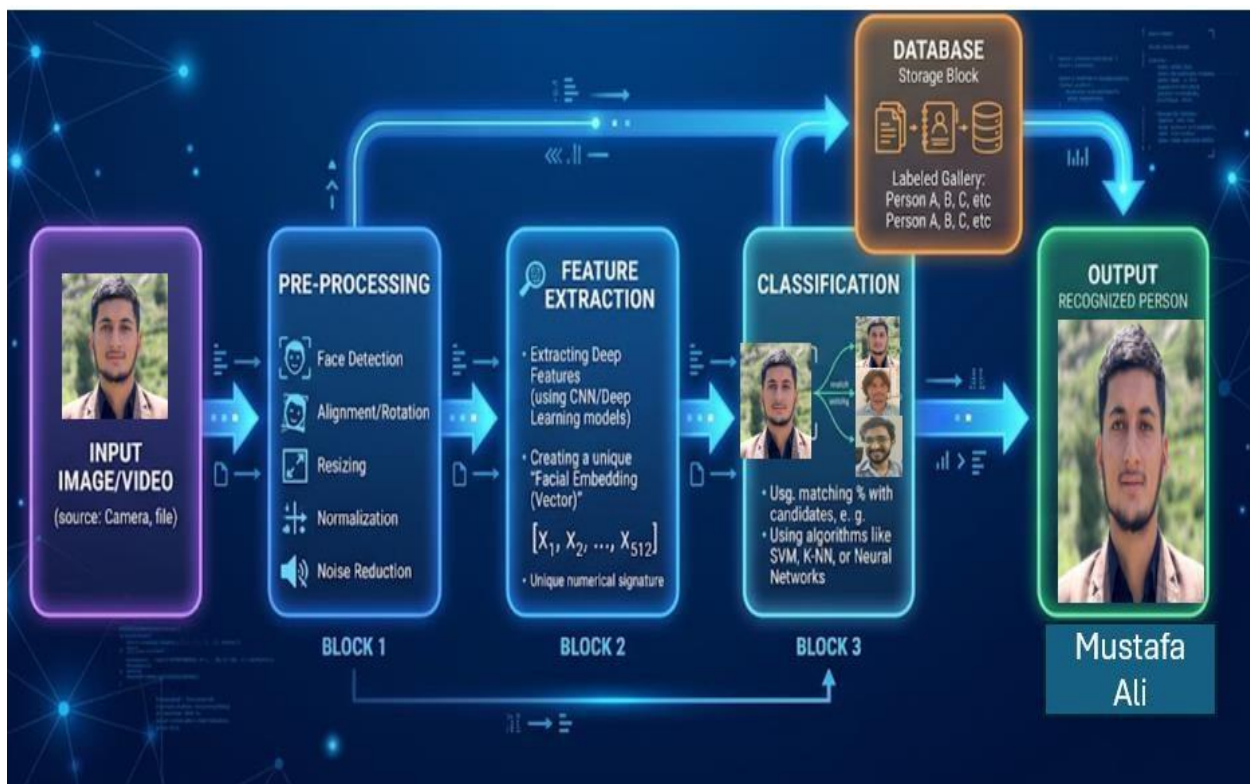 DATABASE
Storage Block
Labeled Gallery:
Person A, B, C, etc
Person A, B, C, etc
INPUT
IMAGE/VIDEO
(source: Camera, file)
PRE-PROCESSING
Face Detection
Alignment/Rotation
Resizing
Normalization
Noise Reduction
BLOCK 1
FEATURE
EXTRACTION
• Extracting Deep
Features
(using CNN/Deep
Learning models)
• Creating a unique
"Facial Embedding
(Vector)"
[X₁, X₂, ..., X₅₁₂]
• Unique numerical signature
BLOCK 2
CLASSIFICATION
• Usg. matching % with
candidates, e. g.
• Using algorithms like
SVM, K-NN, or Neural
Networks
BLOCK 3
OUTPUT
RECOGNIZED PERSON
Mustafa
Ali